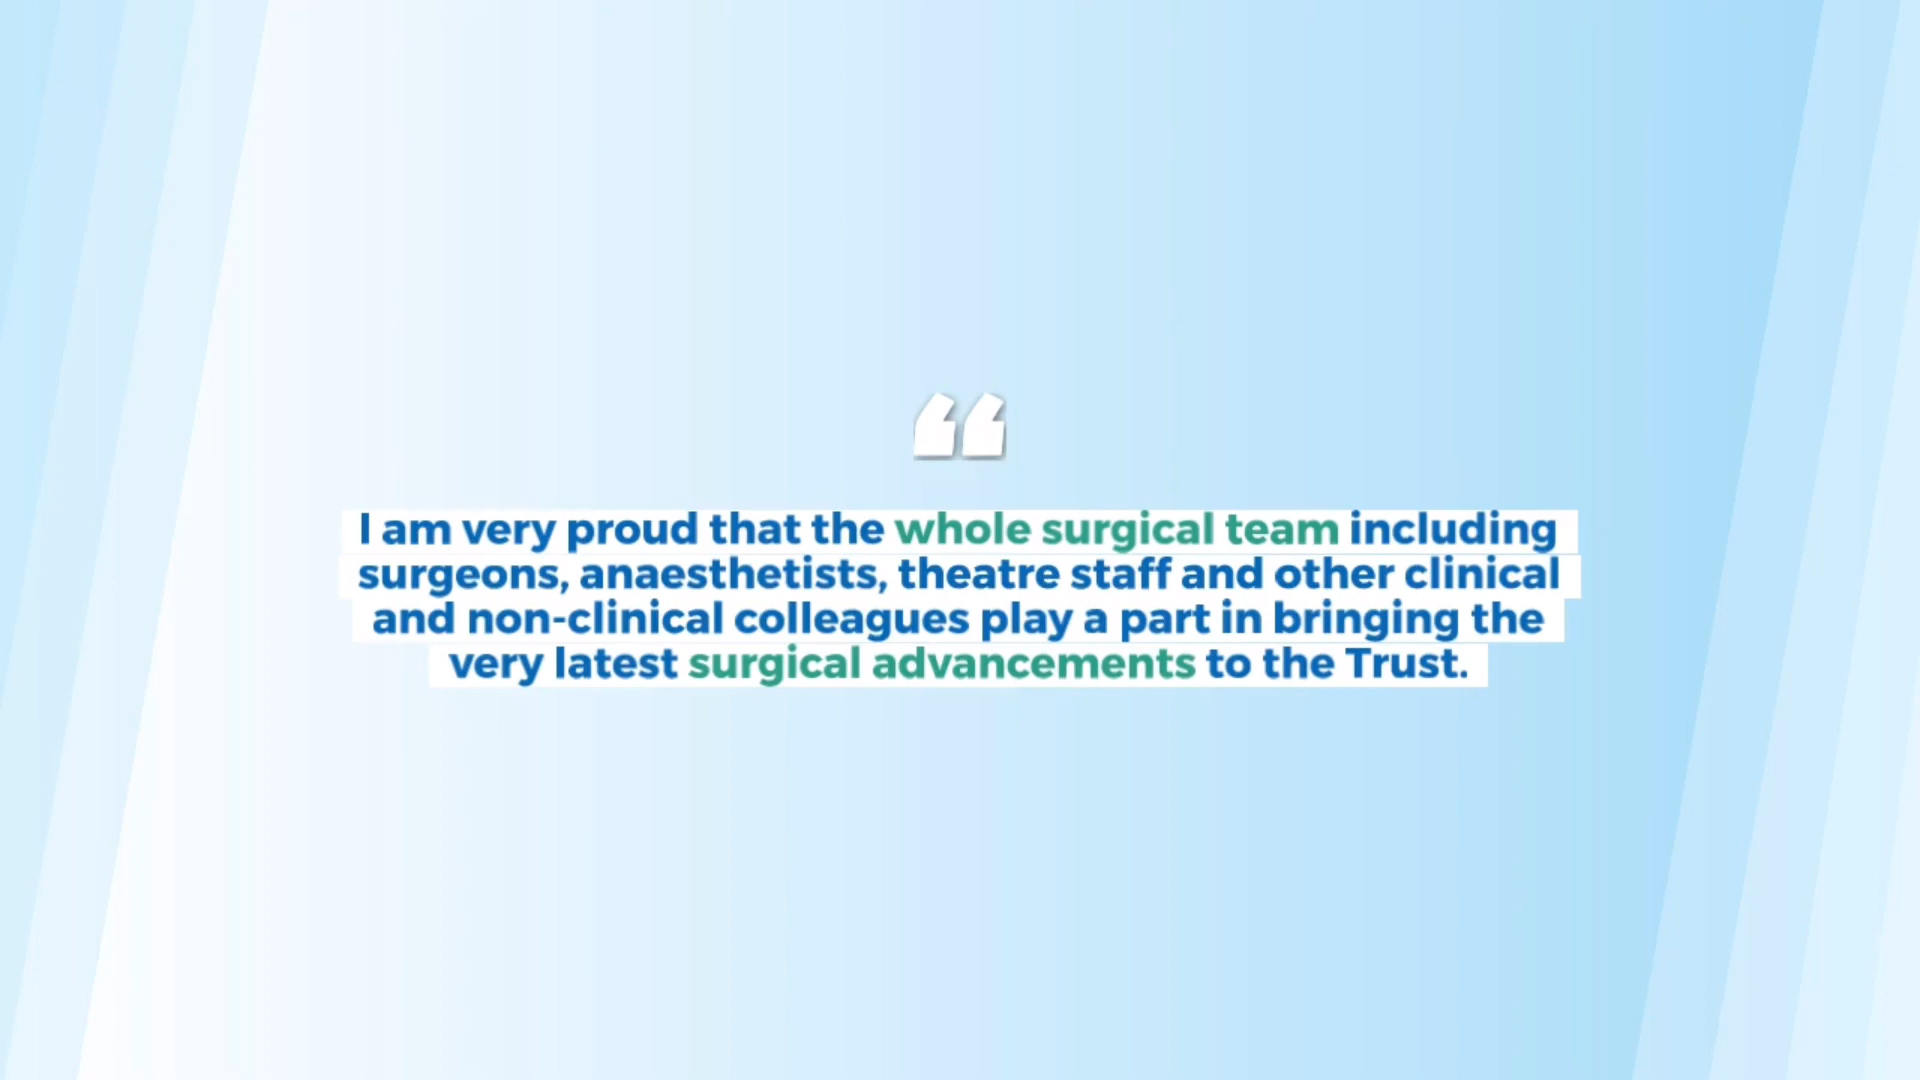 “
I am very proud that the whole surgical team including
surgeons, anaesthetists, theatre staff and other clinical
and non-clinical colleagues play a part in bringing the
very latest surgical advancements to the Trust.